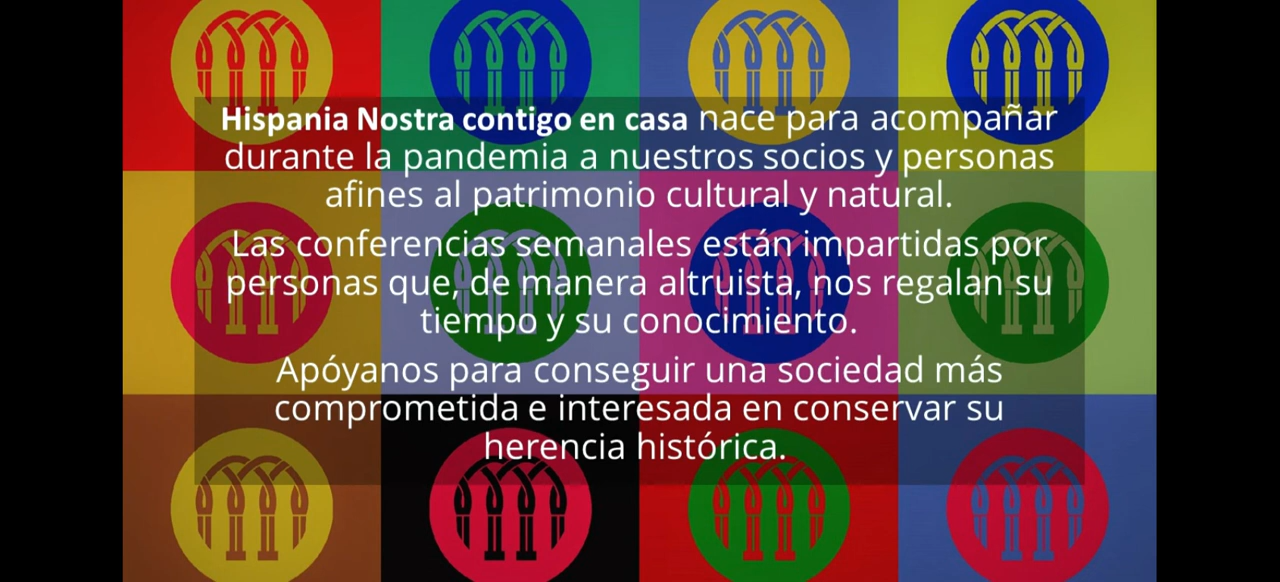 Hispania Nostra contigo en casa nace para acompañar
durante la pandemia a nuestros socios y personas
afines al patrimonio cultural y natural.
Las conferencias semanales están impartidas por
personas que, de manera altruista, nos regalan su
tiempo y su conocimiento.
Apóyanos para conseguir una sociedad más
comprometida e interesada en conservar su
herencia histórica.